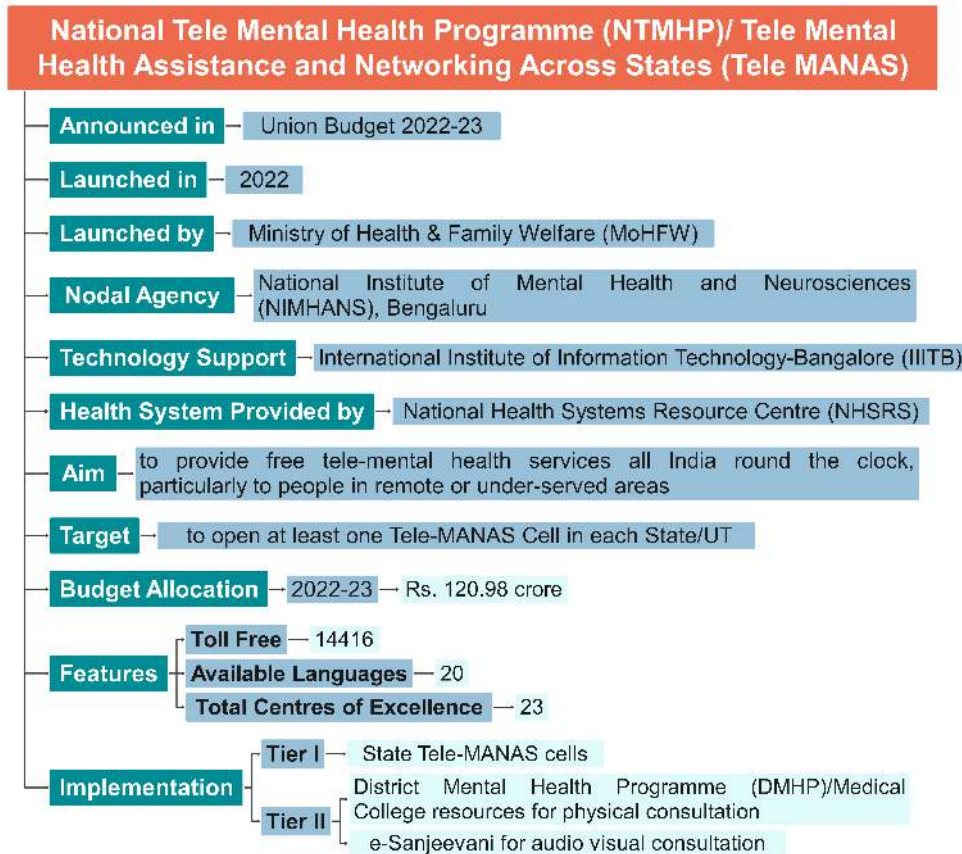 National Tele Mental Health Programme (NTMHP)/ Tele Mental
Health Assistance and Networking Across States (Tele MANAS)
Announced in Union Budget 2022-23
Launched in 2022
Launched by Ministry of Health & Family Welfare (MoHFW)
Nodal Agency National Institute of Mental Health and Neurosciences
(NIMHANS), Bengaluru
Technology Support International Institute of Information Technology-Bangalore (IIITB)
Health System Provided by National Health Systems Resource Centre (NHSRS)
Aim to provide free tele-mental health services all India round the clock,
particularly to people in remote or under-served areas
Target to open at least one Tele-MANAS Cell in each State/UT
Budget Allocation 2022-23 Rs. 120.98 crore
Features
Toll Free 14416
Available Languages 20
Total Centres of Excellence 23
Implementation
Tier I State Tele-MANAS cells
Tier II
District Mental Health Programme (DMHP)/Medical
College resources for physical consultation
e-Sanjeevani for audio visual consultation